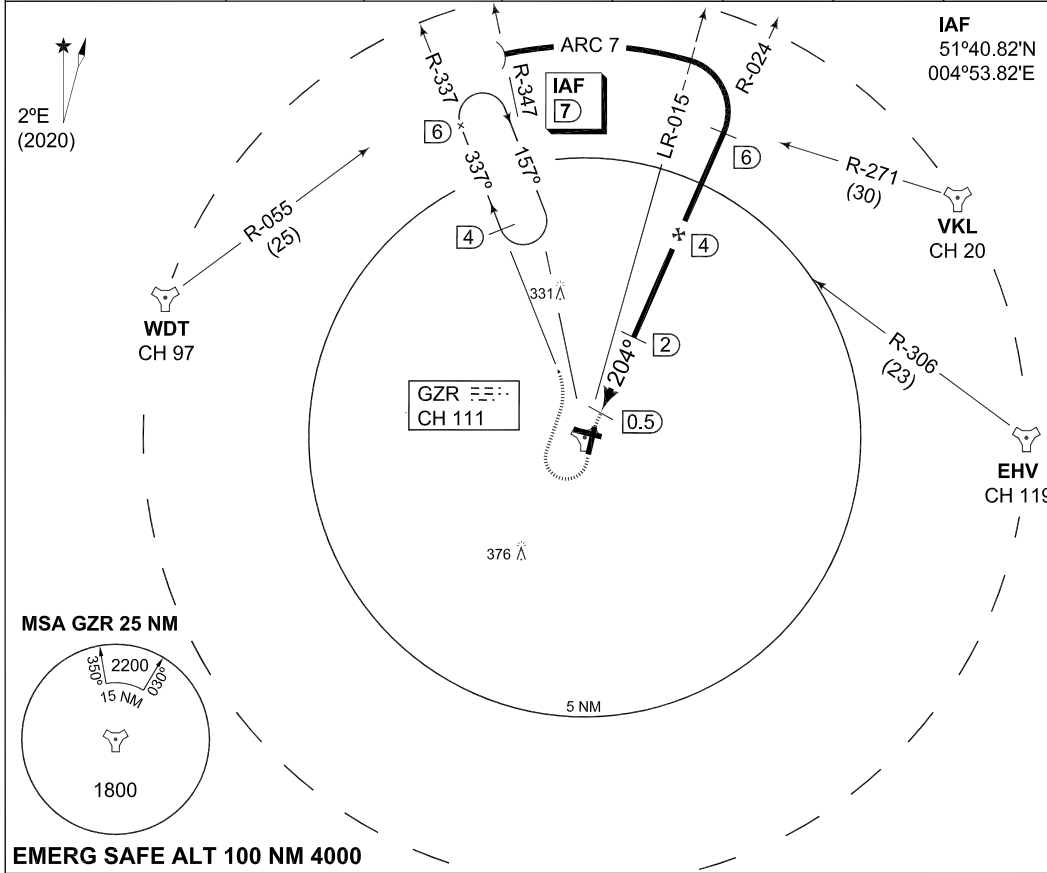 IAF
51º40.82'N
004º53.82'E
2ºE
(2020)
ARC 7
R-337
R-347
IAF
7
LR-015
R-024
6
6
337º
157º
R-055
(25)
R-271
(30)
VKL
CH 20
4
4
WDT
CH 97
331
2
204º
R-306
(23)
GZR
CH 111
0.5
EHV
CH 119
376
MSA GZR 25 NM
350º
2200
030º
15 NM
1800
5 NM
EMERG SAFE ALT 100 NM 4000